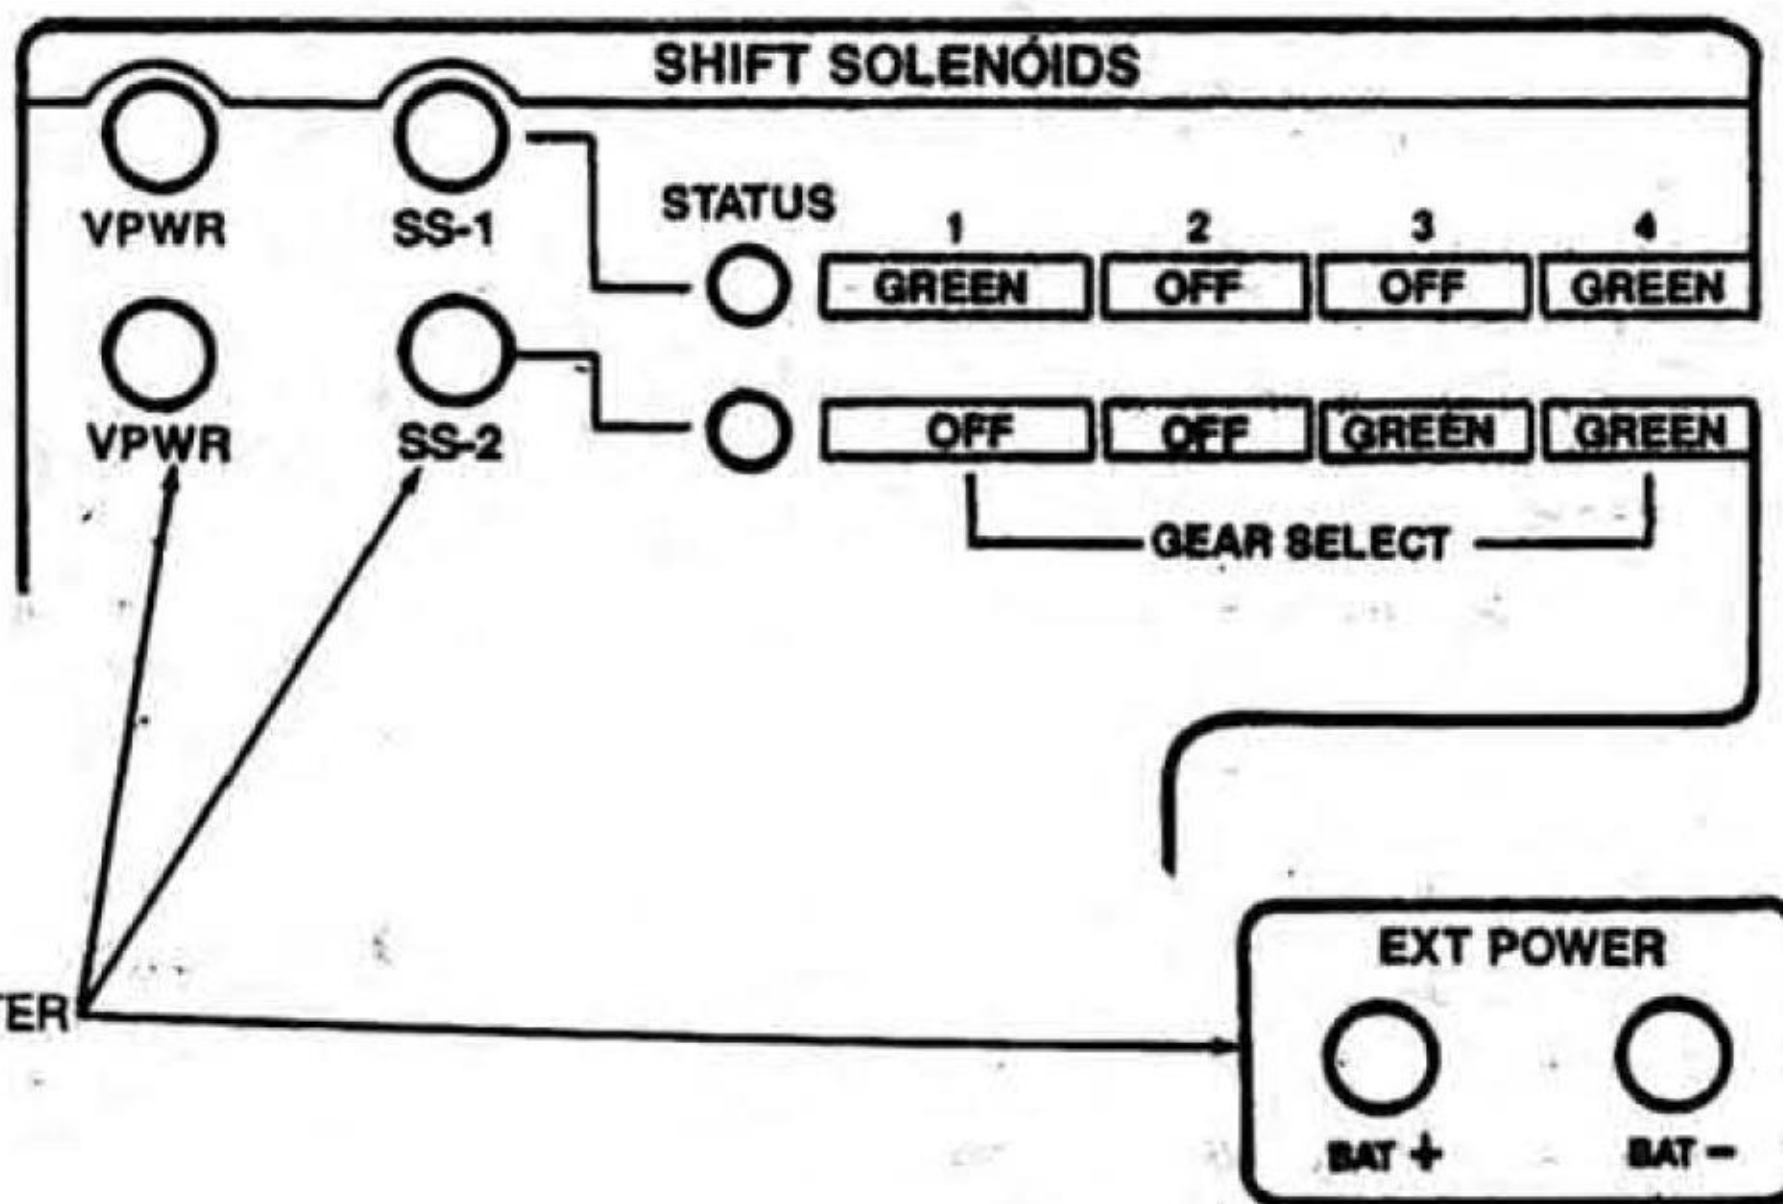 SHIFT SOLENOIDS
VPWR SS-1
STATUS 1 2 3 4
GREEN OFF OFF GREEN
VPWR SS-2
OFF OFF GREEN GREEN
GEAR SELECT
TER
EXT POWER
BAT + BAT -